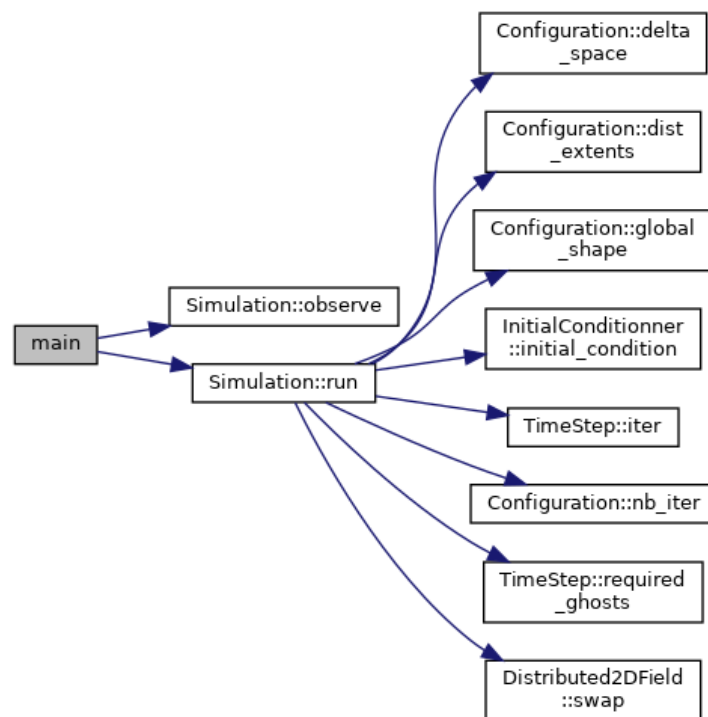 main
Simulation::observe
Simulation::run
Configuration::delta
_space
Configuration::dist
_extents
Configuration::global
_shape
InitialConditionner
::initial_condition
TimeStep::iter
Configuration::nb_iter
TimeStep::required
_ghosts
Distributed2DField
::swap